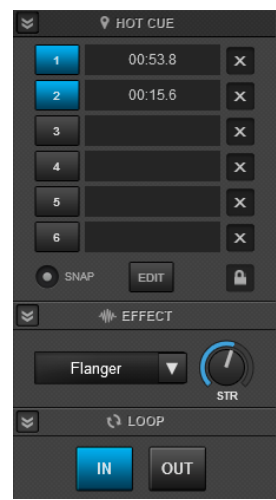 HOT CUE
1 00:53.8 X
2 00:15.6 X
3 X
4 X
5 X
6 X
SNAP EDIT
EFFECT
Flanger
STR
LOOP
IN OUT